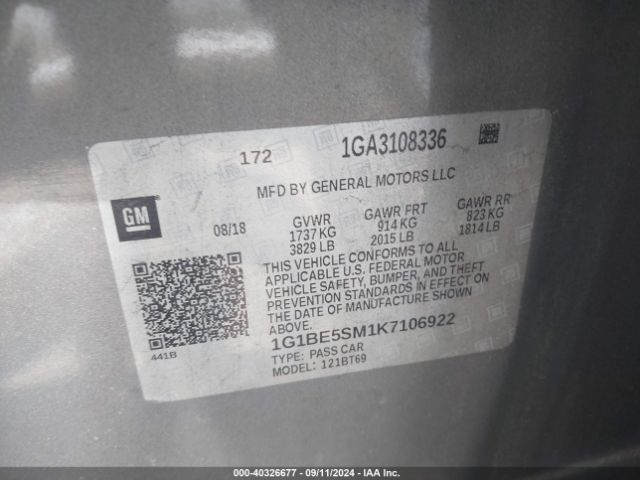 172 1GA3108336
MFD BY GENERAL MOTORS LLC
GM
08/18 GVWR GAWR FRT GAWR RR
1737 KG 914 KG 823 KG
3829 LB 2015 LB 1814 LB
THIS VEHICLE CONFORMS TO ALL
APPLICABLE U.S. FEDERAL MOTOR
VEHICLE SAFETY, BUMPER, AND THEFT
PREVENTION STANDARDS IN EFFECT ON
THE DATE OF MANUFACTURE SHOWN
ABOVE.
1G1BE5SM1K7106922
441B
TYPE: PASS CAR
MODEL: 121BT69
000-40326677 - 09/11/2024 - IAA Inc.